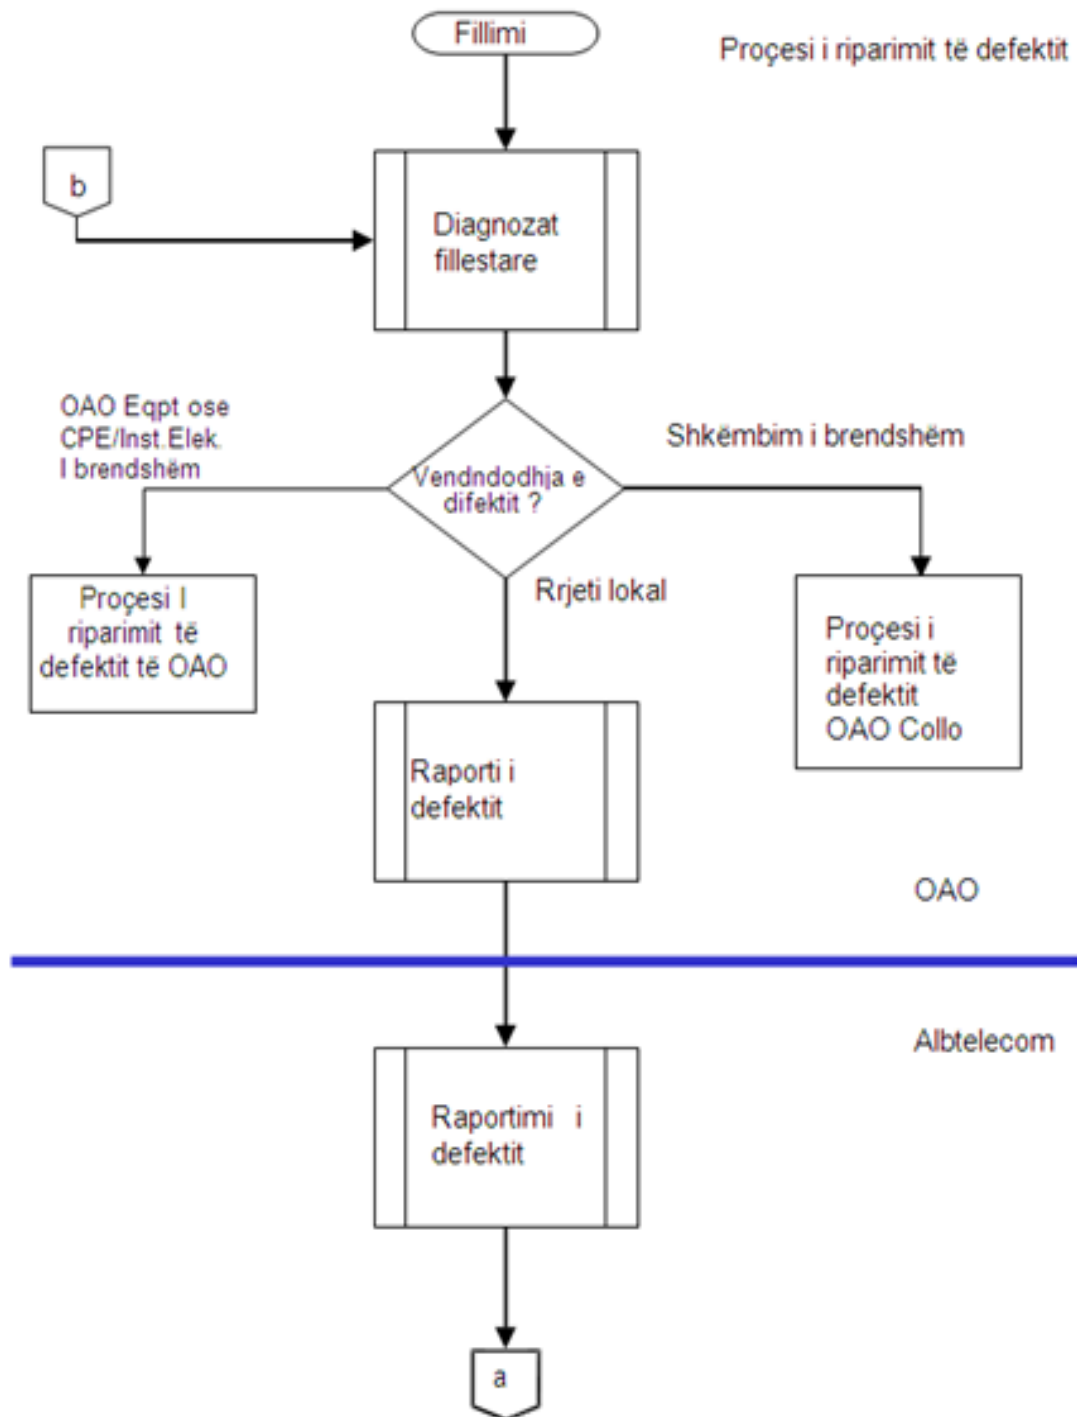 Fillimi
Proçesi i riparimit të defektit
b
Diagnozat
fillestare
OAO Eqpt ose
CPE/Inst.Elek.
I brendshëm
Shkëmbim i brendshëm
Vendndodhja e
difektit ?
Rrjeti lokal
Proçesi I
riparimit të
defektit të OAO
Proçesi i
riparimit të
defektit
OAO Collo
Raporti i
defektit
OAO
Albtelecom
Raportimi i
defektit
a